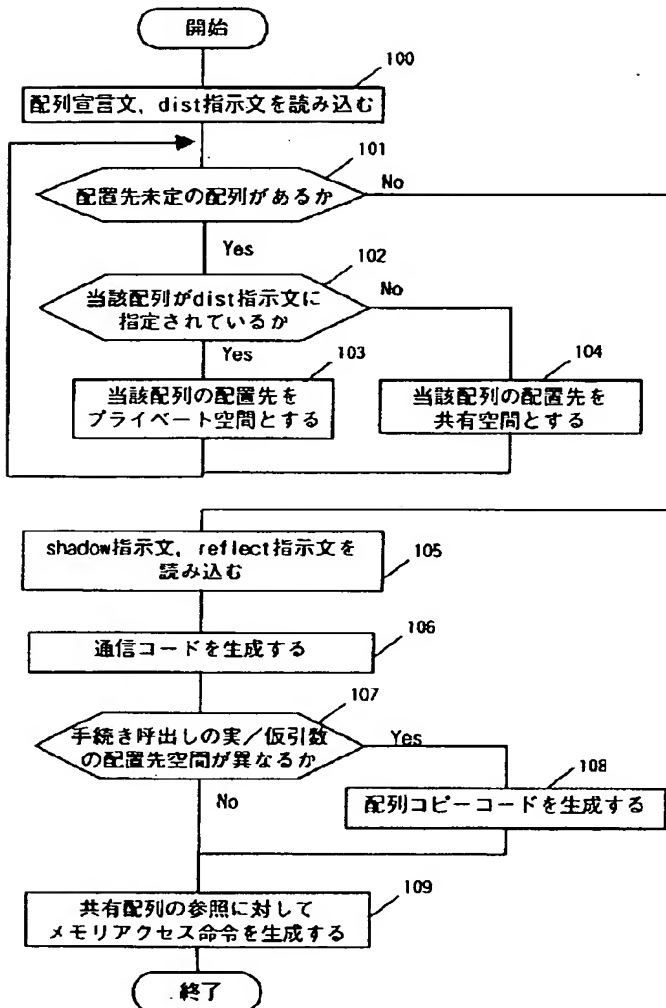 開始
100
配列宣言文，dist指示文を読み込む
101
配置先未定の配列があるか
No
Yes
102
当該配列がdist指示文に
指定されているか
No
Yes
103
当該配列の配置先を
プライベート空間とする
104
当該配列の配置先を
共有空間とする
shadow指示文，reflect指示文を
読み込む
105
106
通信コードを生成する
107
手続き呼出しの実／仮引数
の配置先空間が異なるか
Yes
No
108
配列コピーコードを生成する
109
共有配列の参照に対して
メモリアクセス命令を生成する
終了